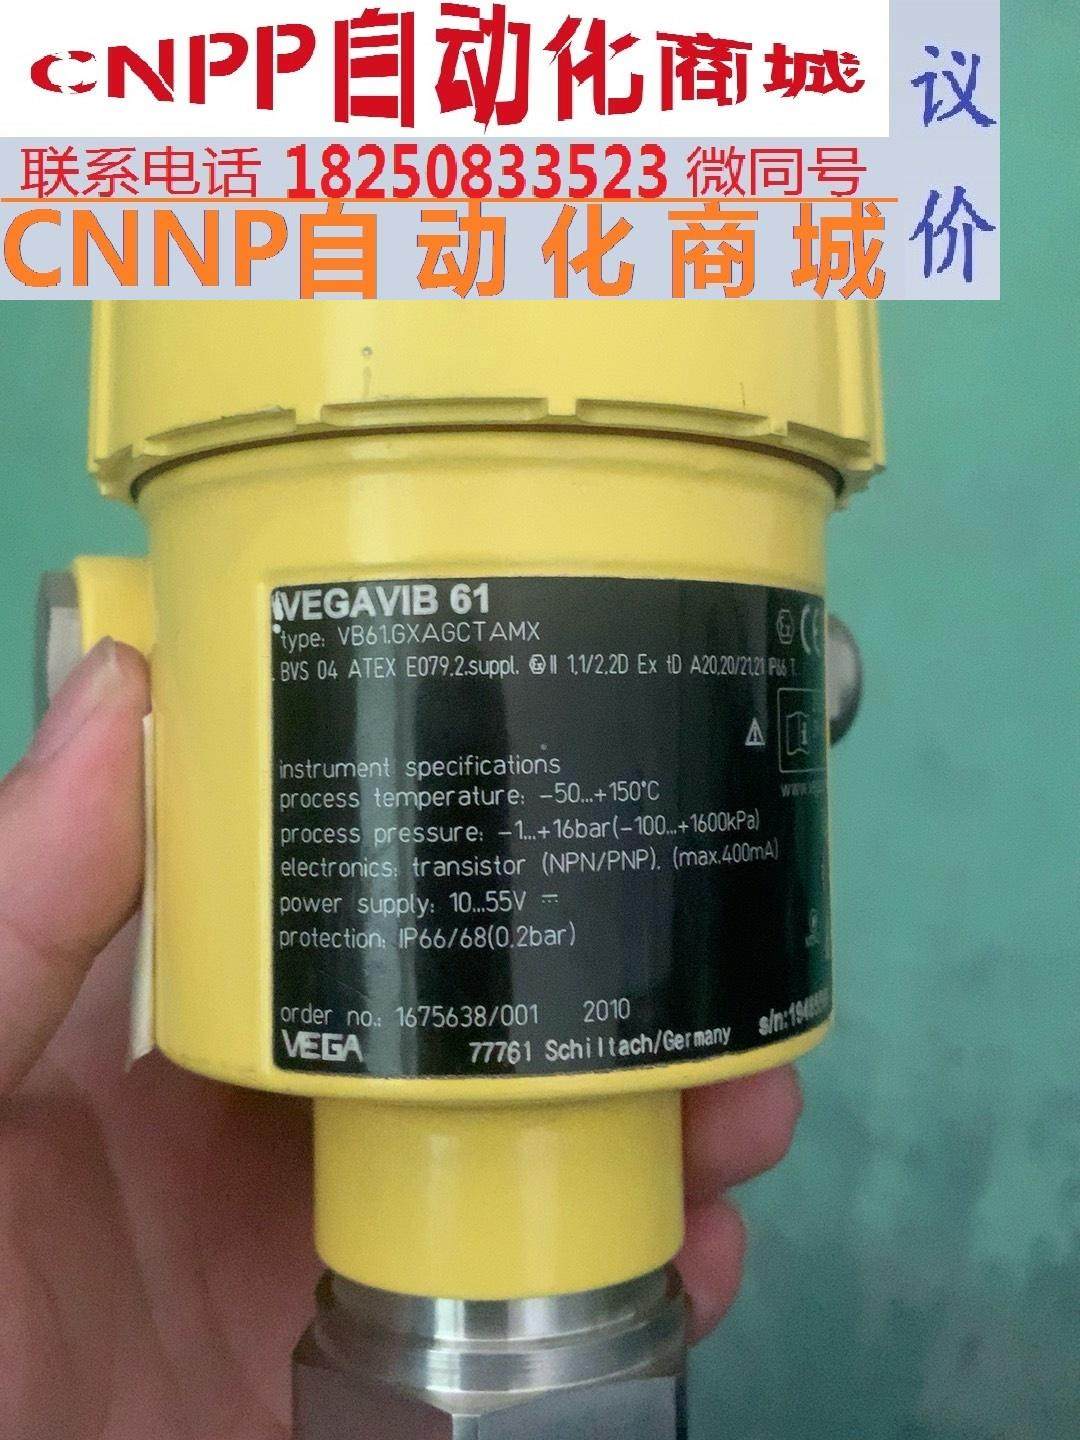 CNPP自动化商城
议价
联系电话 18250833523 微同号
CNNP自动化商城
VEGAVIB 61
type: VB61.GXAGCTAMX
BVS 04 ATEX E079.2.suppl. Ex II 1,1/2,2D Ex tD A20,20/21,21 IP66 T
instrument specifications
process temperature: -50...+150°C
process pressure: -1...+16bar(-100...+1600kPa)
electronics: transistor (NPN/PNP), (max.400mA)
power supply: 10...55V ⎓
protection: IP66/68(0,2bar)
order no.: 1675638/001 2010
VEGA 77761 Schiltach/Germany s/n:
CE
www.